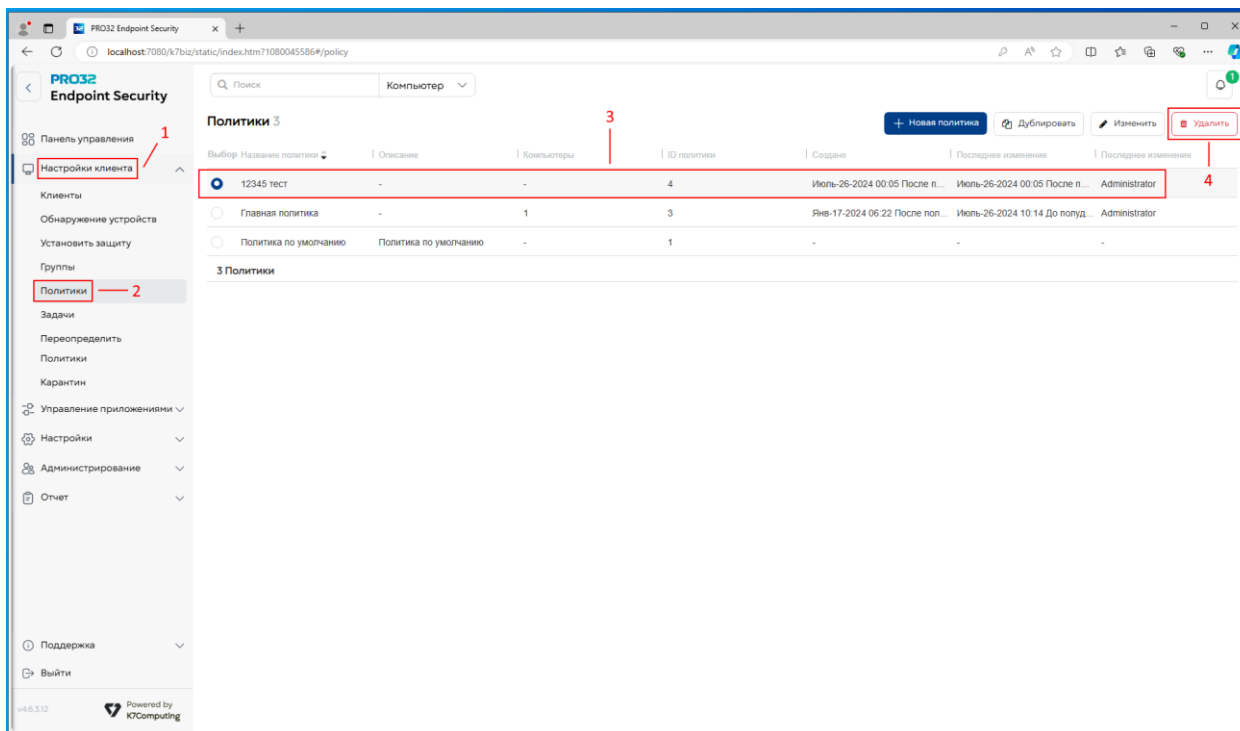 PRO32 Endpoint Security
localhost:7080/k7biz/static/index.htm?1080045586#/policy
PRO32
Endpoint Security
Поиск
Компьютер
1
Политики 3
Новая политика
Дублировать
Изменить
Удалить
Выбор Название политики Описание Компьютеры ID политики Создано Последнее изменение Последнее изменение
12345 тест - - 4 Июль-26-2024 00:05 После п... Июль-26-2024 00:05 После п... Administrator
Главная политика - 1 3 Янв-17-2024 06:22 После пол... Июль-26-2024 10:14 До полуд... Administrator
Политика по умолчанию Политика по умолчанию - 1 - - -
3 Политики
Панель управления
Настройки клиента
Клиенты
Обнаружение устройств
Установить защиту
Группы
Политики
Задачи
Переопределить
Политики
Карантин
Управление приложениями
Настройки
Администрирование
Отчет
Поддержка
Выйти
v4.6.3.12
Powered by
K7Computing
1
2
3
4